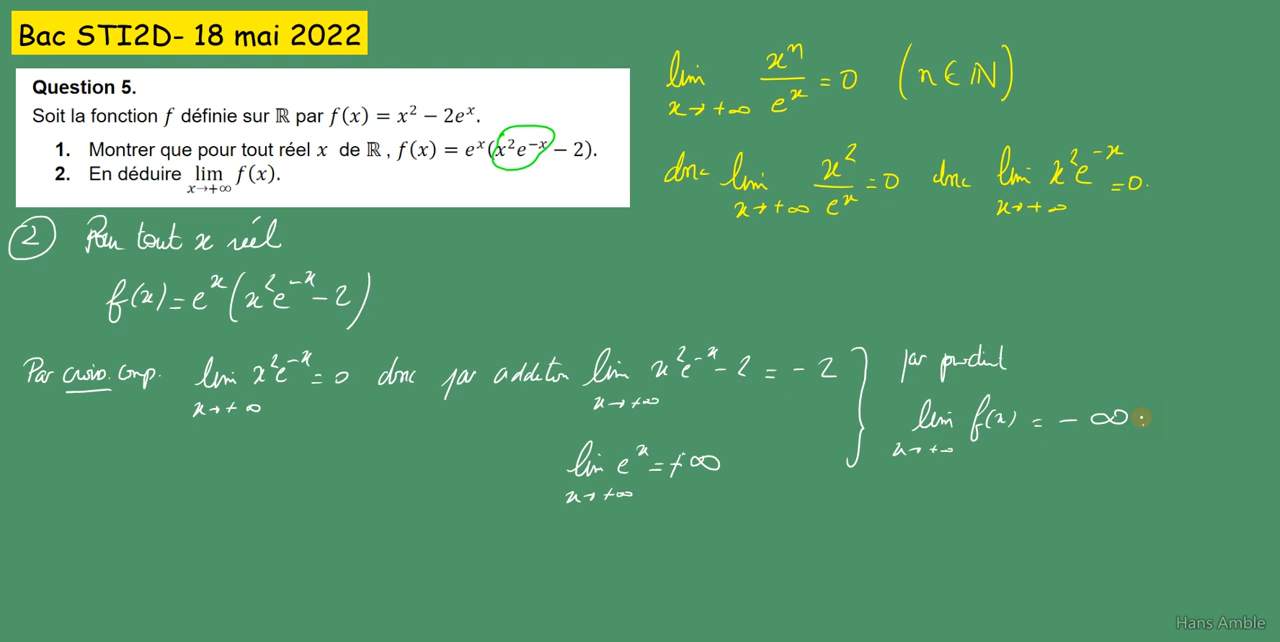 Bac STI2D- 18 mai 2022
Question 5.
Soit la fonction f définie sur ℝ par f(x) = x² − 2eˣ.
1. Montrer que pour tout réel x de ℝ , f(x) = eˣ(x²e⁻ˣ − 2).
2. En déduire lim f(x).
x→+∞
lim xⁿ/eˣ = 0 (n ∈ ℕ)
x→+∞
donc lim x²/eˣ = 0 donc lim x²e⁻ˣ = 0.
x→+∞ x→+∞
2 Pour tout x réel
f(x) = eˣ(x²e⁻ˣ − 2)
Par crois. comp. lim x²e⁻ˣ = 0 donc par addition lim x²e⁻ˣ − 2 = − 2
x→+∞ x→+∞
lim eˣ = +∞
x→+∞
par produit
lim f(x) = − ∞
x→+∞
Hans Amble